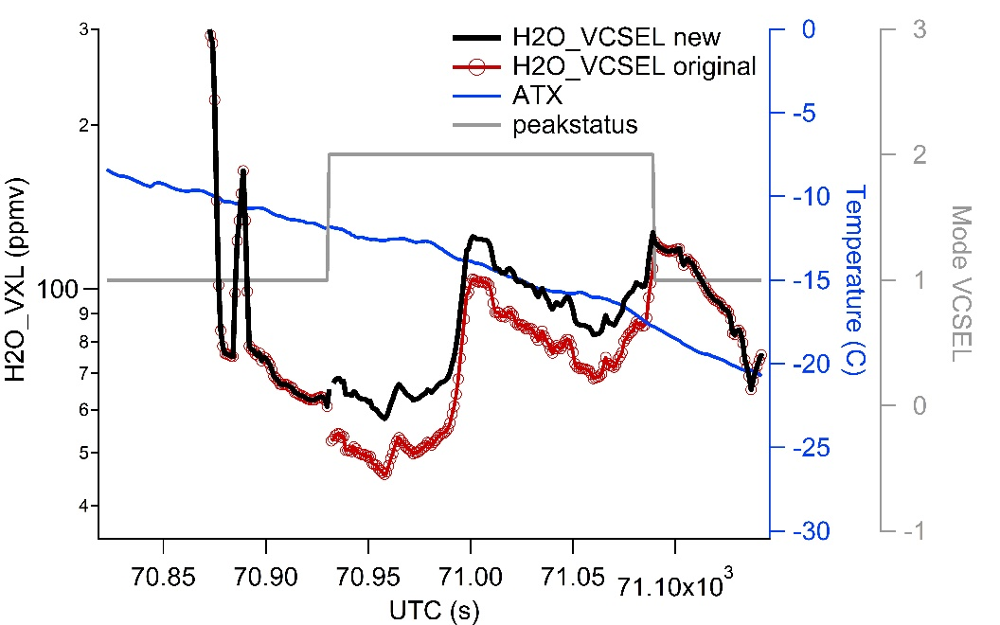 H2O_VCSEL new
H2O_VCSEL original
ATX
peakstatus
H2O_VXL (ppmv)
3
2
100
9
8
7
6
5
4
0
-5
-10
-15
-20
-25
-30
Temperature (C)
3
2
1
0
-1
Mode VCSEL
70.85 70.90 70.95 71.00 71.05 71.10x10³
UTC (s)